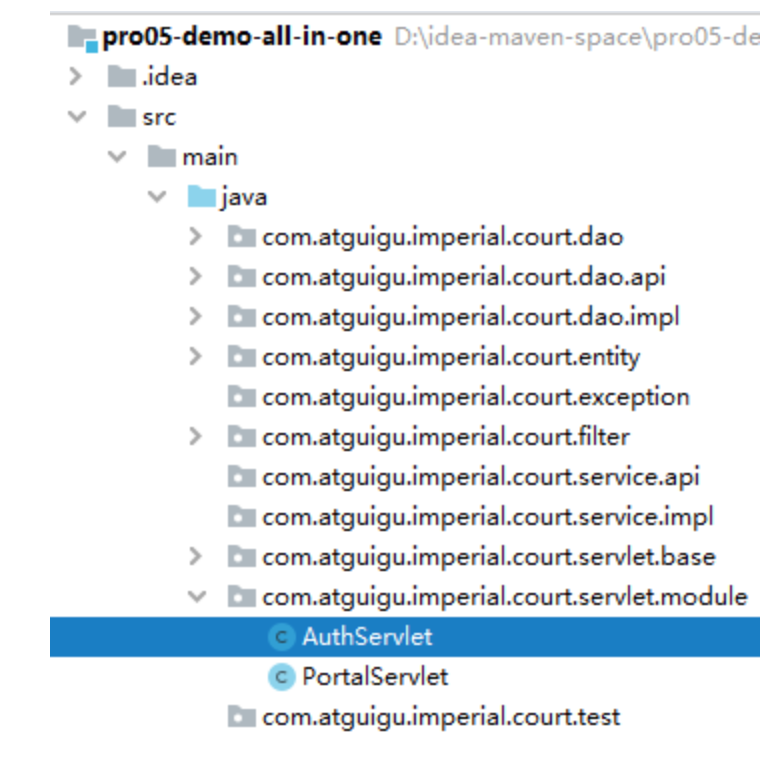 pro05-demo-all-in-one D:\idea-maven-space\pro05-de
.idea
src
main
java
com.atguigu.imperial.court.dao
com.atguigu.imperial.court.dao.api
com.atguigu.imperial.court.dao.impl
com.atguigu.imperial.court.entity
com.atguigu.imperial.court.exception
com.atguigu.imperial.court.filter
com.atguigu.imperial.court.service.api
com.atguigu.imperial.court.service.impl
com.atguigu.imperial.court.servlet.base
com.atguigu.imperial.court.servlet.module
C AuthServlet
C PortalServlet
com.atguigu.imperial.court.test